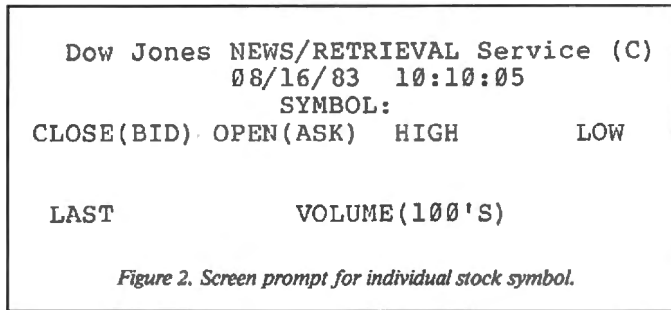 Dow Jones NEWS/RETRIEVAL Service (C)
08/16/83 10:10:05
SYMBOL:
CLOSE(BID) OPEN(ASK) HIGH LOW
LAST VOLUME(100'S)
Figure 2. Screen prompt for individual stock symbol.